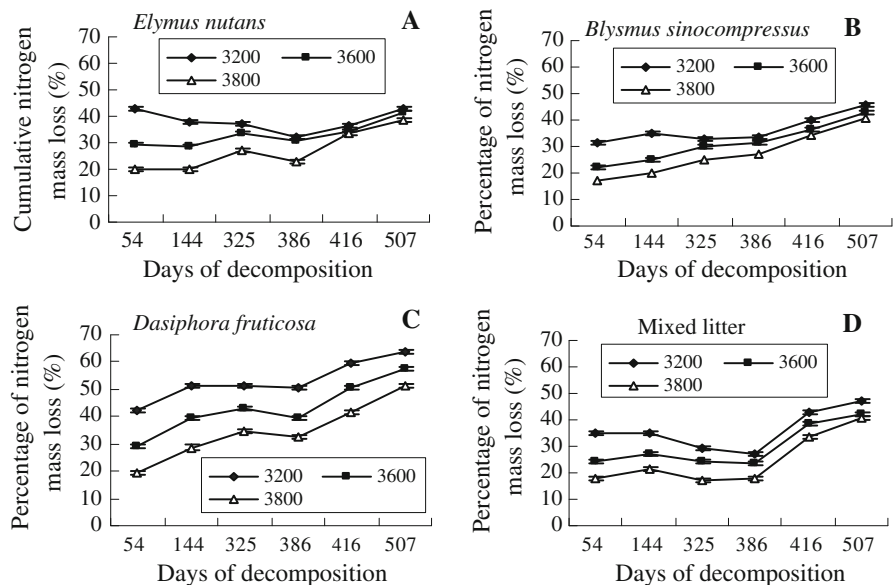 Elymus nutans
A
Cumulative nitrogen
mass loss (%)
70
60
50
40
30
20
10
0
3200 3600
3800
54 144 325 386 416 507
Days of decomposition
Blysmus sinocompressus
B
Percentage of nitrogen
mass loss (%)
70
60
50
40
30
20
10
0
3200 3600
3800
54 144 325 386 416 507
Days of decomposition
Dasiphora fruticosa
C
Percentage of nitrogen
mass loss (%)
70
60
50
40
30
20
10
0
3200 3600
3800
54 144 325 386 416 507
Days of decomposition
Mixed litter
D
Percentage of nitrogen
mass loss (%)
70
60
50
40
30
20
10
0
3200 3600
3800
54 144 325 386 416 507
Days of decomposition